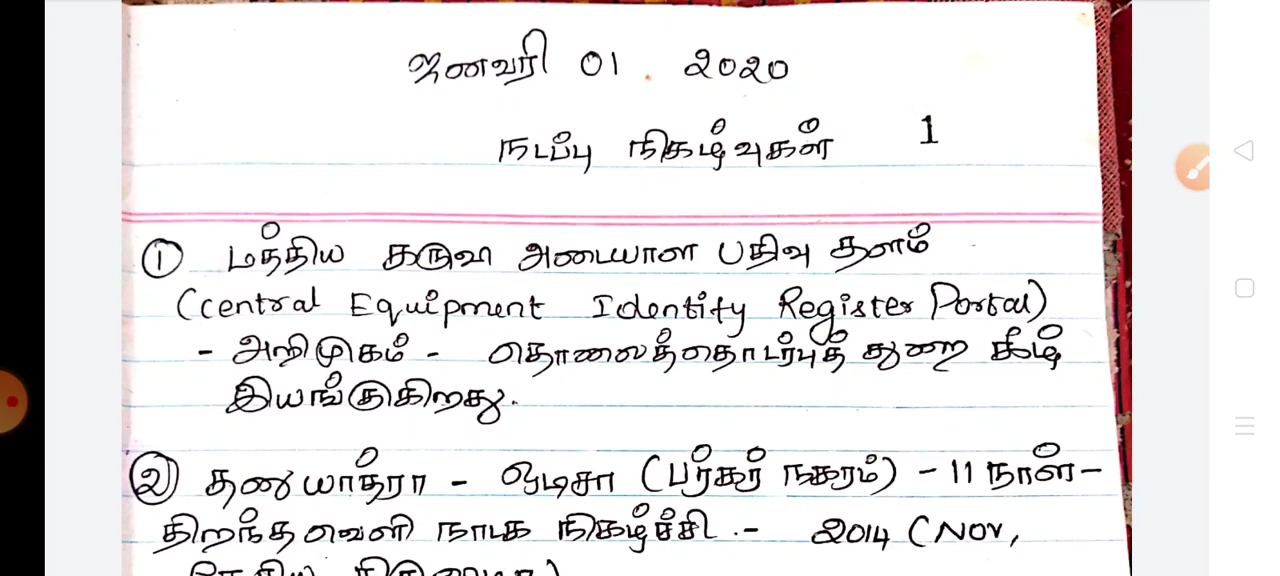 ஜனவரி 01. 2020
நடப்பு நிகழ்வுகள் 1
① மத்திய கருவி அடையாள பதிவு தளம்
(Central Equipment Identity Register Portal)
- அறிமுகம் - தொலைத்தொடர்புத் துறை கீழ்
இயங்குகிறது.
② தனுயாத்ரா - ஒடிசா (பர்கர் நகரம்) - 11 நாள் -
திறந்தவெளி நாடக நிகழ்ச்சி.- 2014 (Nov,